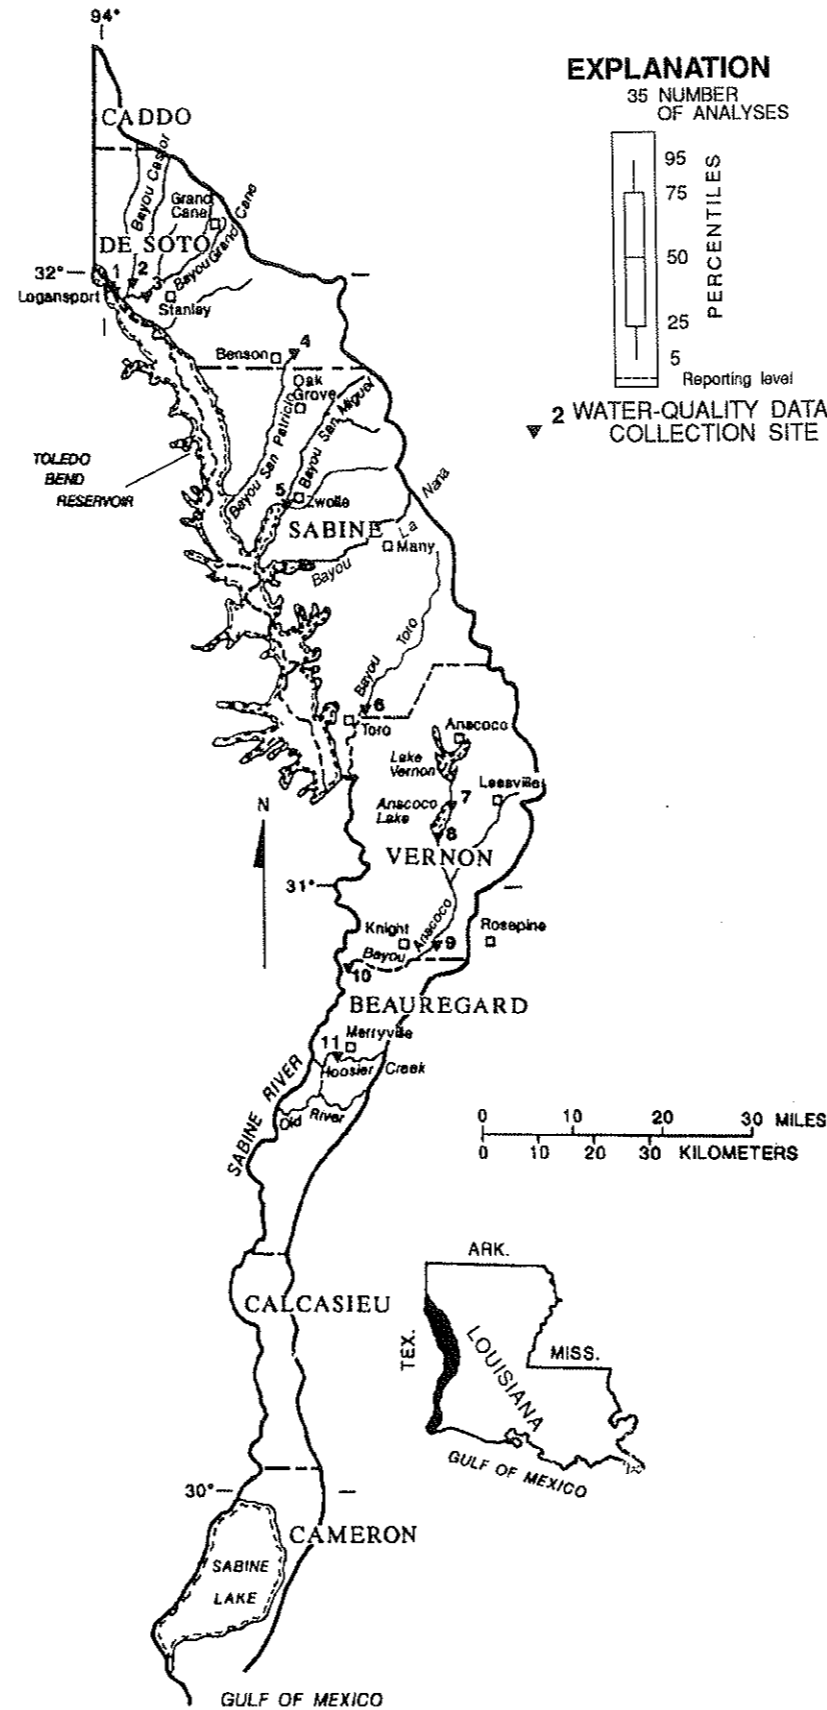 94°
EXPLANATION
35 NUMBER
OF ANALYSES
95
75
50
25
5
PERCENTILES
Reporting level
2 WATER-QUALITY DATA
COLLECTION SITE
CADDO
Bayou Castor
Grand
Cane
Bayou Grand Cane
DE SOTO
32°
1
2
3
Logansport
Stanley
Benson
4
Oak
Grove
Bayou San Patricio
Bayou San Miguel
TOLEDO
BEND
RESERVOIR
5
Zwolle
SABINE
Bayou La Nana
Many
Bayou Toro
6
Toro
Anacoco
Lake
Vernon
Leesville
Anacoco
Lake
7
8
N
VERNON
31°
Knight
Bayou Anacoco
9
Rosepine
10
BEAUREGARD
Merryville
11
Hoosier Creek
Old River
SABINE RIVER
0 10 20 30 MILES
0 10 20 30 KILOMETERS
ARK.
TEX.
LOUISIANA
MISS.
GULF OF MEXICO
CALCASIEU
30°
CAMERON
SABINE
LAKE
GULF OF MEXICO